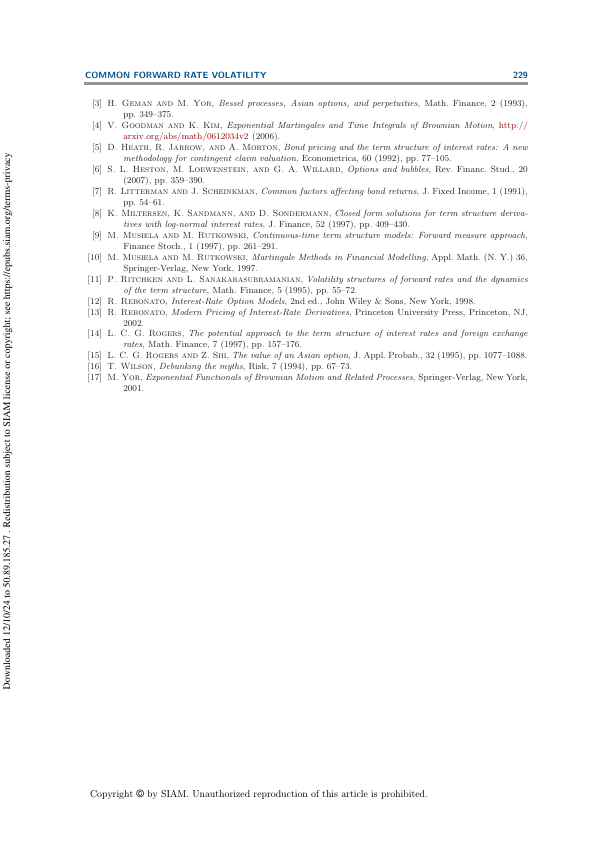 COMMON FORWARD RATE VOLATILITY 229
[3] H. Geman and M. Yor, Bessel processes, Asian options, and perpetuities, Math. Finance, 2 (1993),
pp. 349–375.
[4] V. Goodman and K. Kim, Exponential Martingales and Time Integrals of Brownian Motion, http://
arxiv.org/abs/math/0612034v2 (2006).
[5] D. Heath, R. Jarrow, and A. Morton, Bond pricing and the term structure of interest rates: A new
methodology for contingent claim valuation, Econometrica, 60 (1992), pp. 77–105.
[6] S. L. Heston, M. Loewenstein, and G. A. Willard, Options and bubbles, Rev. Financ. Stud., 20
(2007), pp. 359–390.
[7] R. Litterman and J. Scheinkman, Common factors affecting bond returns, J. Fixed Income, 1 (1991),
pp. 54–61.
[8] K. Miltersen, K. Sandmann, and D. Sondermann, Closed form solutions for term structure deriva-
tives with log-normal interest rates, J. Finance, 52 (1997), pp. 409–430.
[9] M. Musiela and M. Rutkowski, Continuous-time term structure models: Forward measure approach,
Finance Stoch., 1 (1997), pp. 261–291.
[10] M. Musiela and M. Rutkowski, Martingale Methods in Financial Modelling, Appl. Math. (N. Y.) 36,
Springer-Verlag, New York, 1997.
[11] P. Ritchken and L. Sanakarasubramanian, Volatility structures of forward rates and the dynamics
of the term structure, Math. Finance, 5 (1995), pp. 55–72.
[12] R. Rebonato, Interest-Rate Option Models, 2nd ed., John Wiley & Sons, New York, 1998.
[13] R. Rebonato, Modern Pricing of Interest-Rate Derivatives, Princeton University Press, Princeton, NJ,
2002.
[14] L. C. G. Rogers, The potential approach to the term structure of interest rates and foreign exchange
rates, Math. Finance, 7 (1997), pp. 157–176.
[15] L. C. G. Rogers and Z. Shi, The value of an Asian option, J. Appl. Probab., 32 (1995), pp. 1077–1088.
[16] T. Wilson, Debunking the myths, Risk, 7 (1994), pp. 67–73.
[17] M. Yor, Exponential Functionals of Brownian Motion and Related Processes, Springer-Verlag, New York,
2001.
Copyright © by SIAM. Unauthorized reproduction of this article is prohibited.
Downloaded 12/10/24 to 50.89.185.27 . Redistribution subject to SIAM license or copyright; see https://epubs.siam.org/terms-privacy